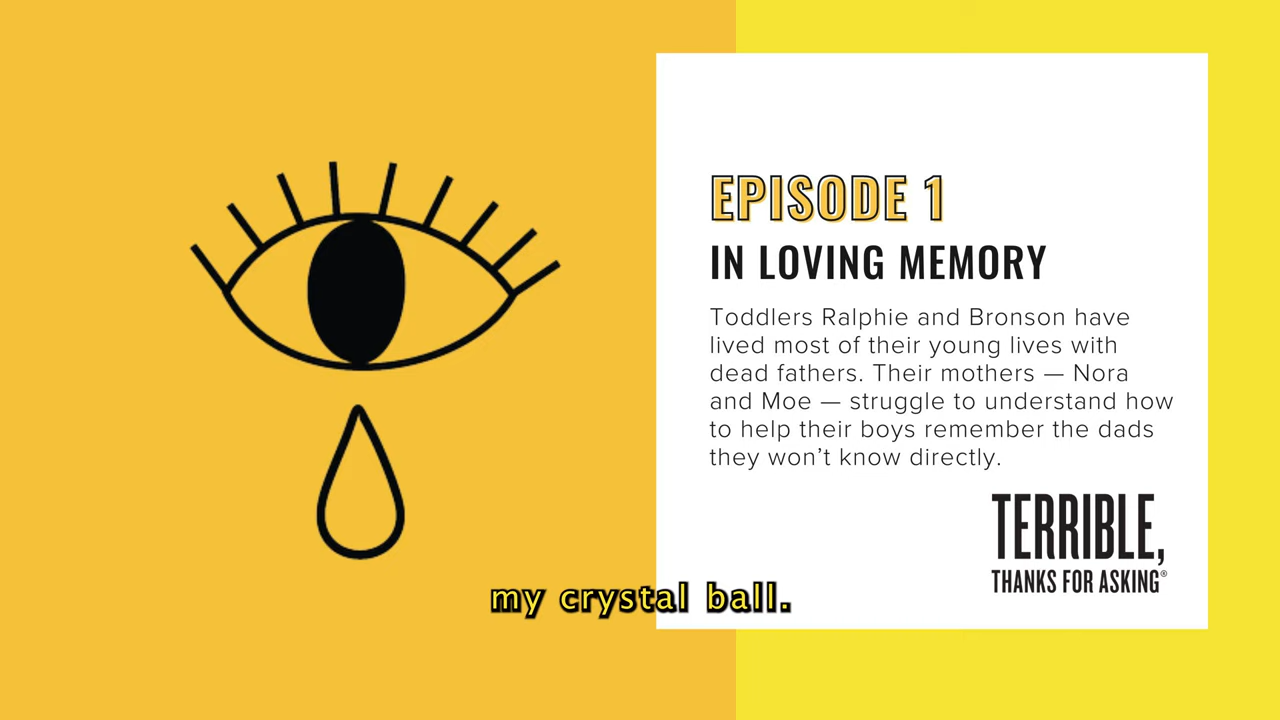 EPISODE 1
IN LOVING MEMORY
Toddlers Ralphie and Bronson have
lived most of their young lives with
dead fathers. Their mothers — Nora
and Moe — struggle to understand how
to help their boys remember the dads
they won’t know directly.
TERRIBLE,
THANKS FOR ASKING®
my crystal ball.